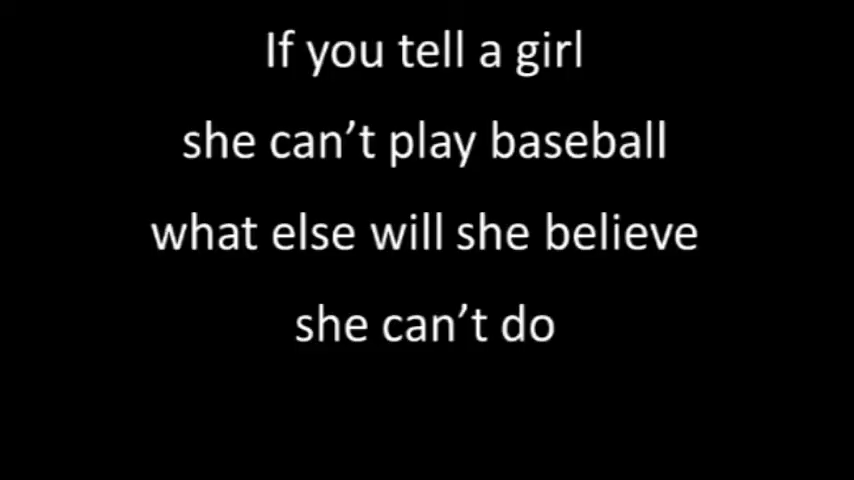 If you tell a girl
she can’t play baseball
what else will she believe
she can’t do